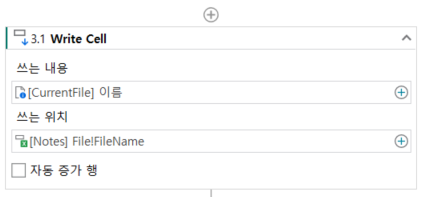 3.1 Write Cell
쓰는 내용
[CurrentFile] 이름
쓰는 위치
[Notes] File!FileName
자동 증가 행